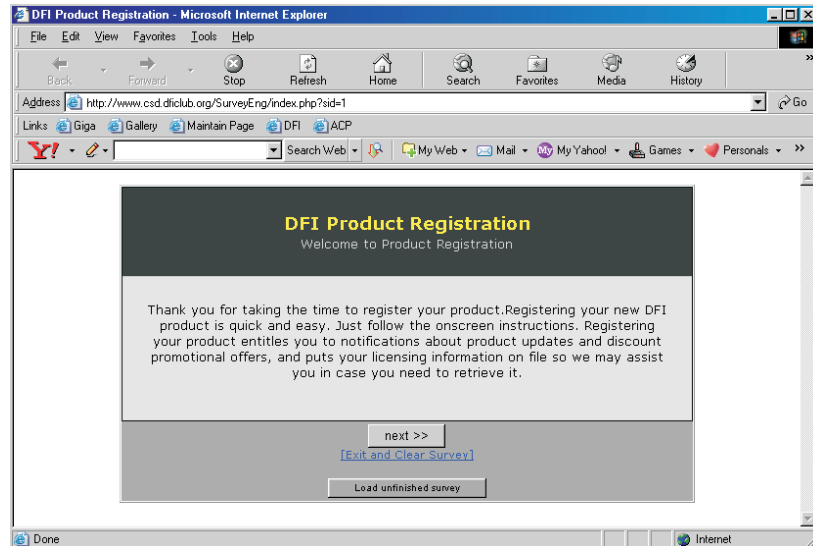 DFI Product Registration - Microsoft Internet Explorer
File Edit View Favorites Tools Help
Back Forward Stop Refresh Home Search Favorites Media History »
Address http://www.csd.dficlub.org/SurveyEng/index.php?sid=1 Go
Links Giga Gallery Maintain Page DFI ACP
Y! Search Web My Web Mail My My Yahoo! Games Personals »
DFI Product Registration
Welcome to Product Registration
Thank you for taking the time to register your product.Registering your new DFI
product is quick and easy. Just follow the onscreen instructions. Registering
your product entitles you to notifications about product updates and discount
promotional offers, and puts your licensing information on file so we may assist
you in case you need to retrieve it.
next >>
[Exit and Clear Survey]
Load unfinished survey
Done Internet